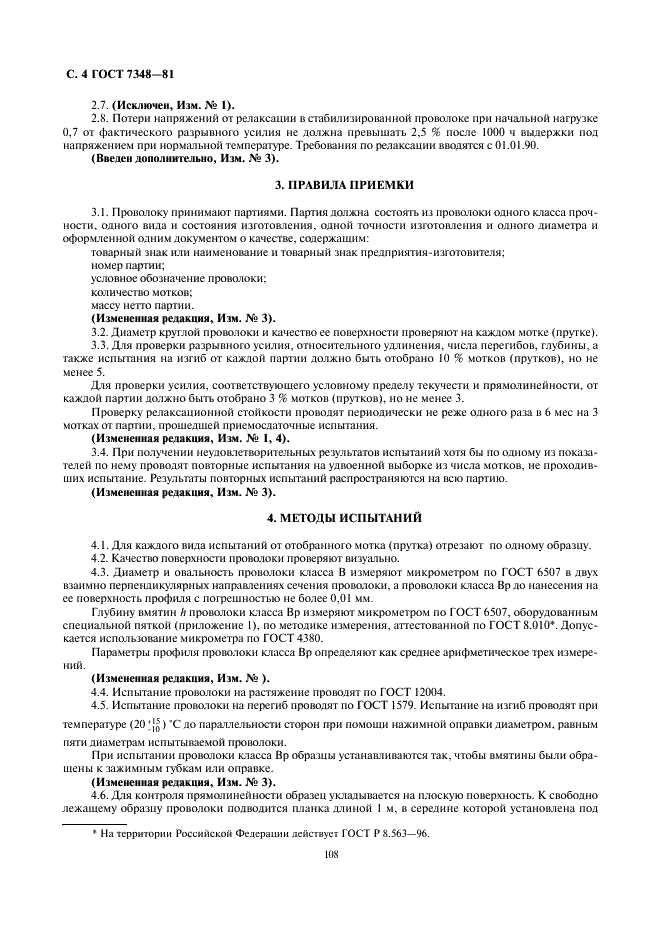 С. 4 ГОСТ 7348—81
2.7. (Исключен, Изм. № 1).
2.8. Потери напряжений от релаксации в стабилизированной проволоке при начальной нагрузке
0,7 от фактического разрывного усилия не должна превышать 2,5 % после 1000 ч выдержки под
напряжением при нормальной температуре. Требования по релаксации вводятся с 01.01.90.
(Введен дополнительно, Изм. № 3).
3. ПРАВИЛА ПРИЕМКИ
3.1. Проволоку принимают партиями. Партия должна состоять из проволоки одного класса проч-
ности, одного вида и состояния изготовления, одной точности изготовления и одного диаметра и
оформленной одним документом о качестве, содержащим:
товарный знак или наименование и товарный знак предприятия-изготовителя;
номер партии;
условное обозначение проволоки;
количество мотков;
массу нетто партии.
(Измененная редакция, Изм. № 3).
3.2. Диаметр круглой проволоки и качество ее поверхности проверяют на каждом мотке (прутке).
3.3. Для проверки разрывного усилия, относительного удлинения, числа перегибов, глубины, а
также испытания на изгиб от каждой партии должно быть отобрано 10 % мотков (прутков), но не
менее 5.
Для проверки усилия, соответствующего условному пределу текучести и прямолинейности, от
каждой партии должно быть отобрано 3 % мотков (прутков), но не менее 3.
Проверку релаксационной стойкости проводят периодически не реже одного раза в 6 мес на 3
мотках от партии, прошедшей приемосдаточные испытания.
(Измененная редакция, Изм. № 1, 4).
3.4. При получении неудовлетворительных результатов испытаний хотя бы по одному из показа-
телей по нему проводят повторные испытания на удвоенной выборке из числа мотков, не проходив-
ших испытание. Результаты повторных испытаний распространяются на всю партию.
(Измененная редакция, Изм. № 3).
4. МЕТОДЫ ИСПЫТАНИЙ
4.1. Для каждого вида испытаний от отобранного мотка (прутка) отрезают по одному образцу.
4.2. Качество поверхности проволоки проверяют визуально.
4.3. Диаметр и овальность проволоки класса В измеряют микрометром по ГОСТ 6507 в двух
взаимно перпендикулярных направлениях сечения проволоки, а проволоки класса Вр до нанесения на
ее поверхность профиля с погрешностью не более 0,01 мм.
Глубину вмятин h проволоки класса Вр измеряют микрометром по ГОСТ 6507, оборудованным
специальной пяткой (приложение 1), по методике измерения, аттестованной по ГОСТ 8.010*. Допус-
кается использование микрометра по ГОСТ 4380.
Параметры профиля проволоки класса Вр определяют как среднее арифметическое трех измере-
ний.
(Измененная редакция, Изм. № ).
4.4. Испытание проволоки на растяжение проводят по ГОСТ 12004.
4.5. Испытание проволоки на перегиб проводят по ГОСТ 1579. Испытание на изгиб проводят при
температуре (20 +15 −10) °С до параллельности сторон при помощи нажимной оправки диаметром, равным
пяти диаметрам испытываемой проволоки.
При испытании проволоки класса Вр образцы устанавливаются так, чтобы вмятины были обра-
щены к зажимным губкам или оправке.
(Измененная редакция, Изм. № 3).
4.6. Для контроля прямолинейности образец укладывается на плоскую поверхность. К свободно
лежащему образцу проволоки подводится планка длиной 1 м, в середине которой установлена под
* На территории Российской Федерации действует ГОСТ Р 8.563—96.
108